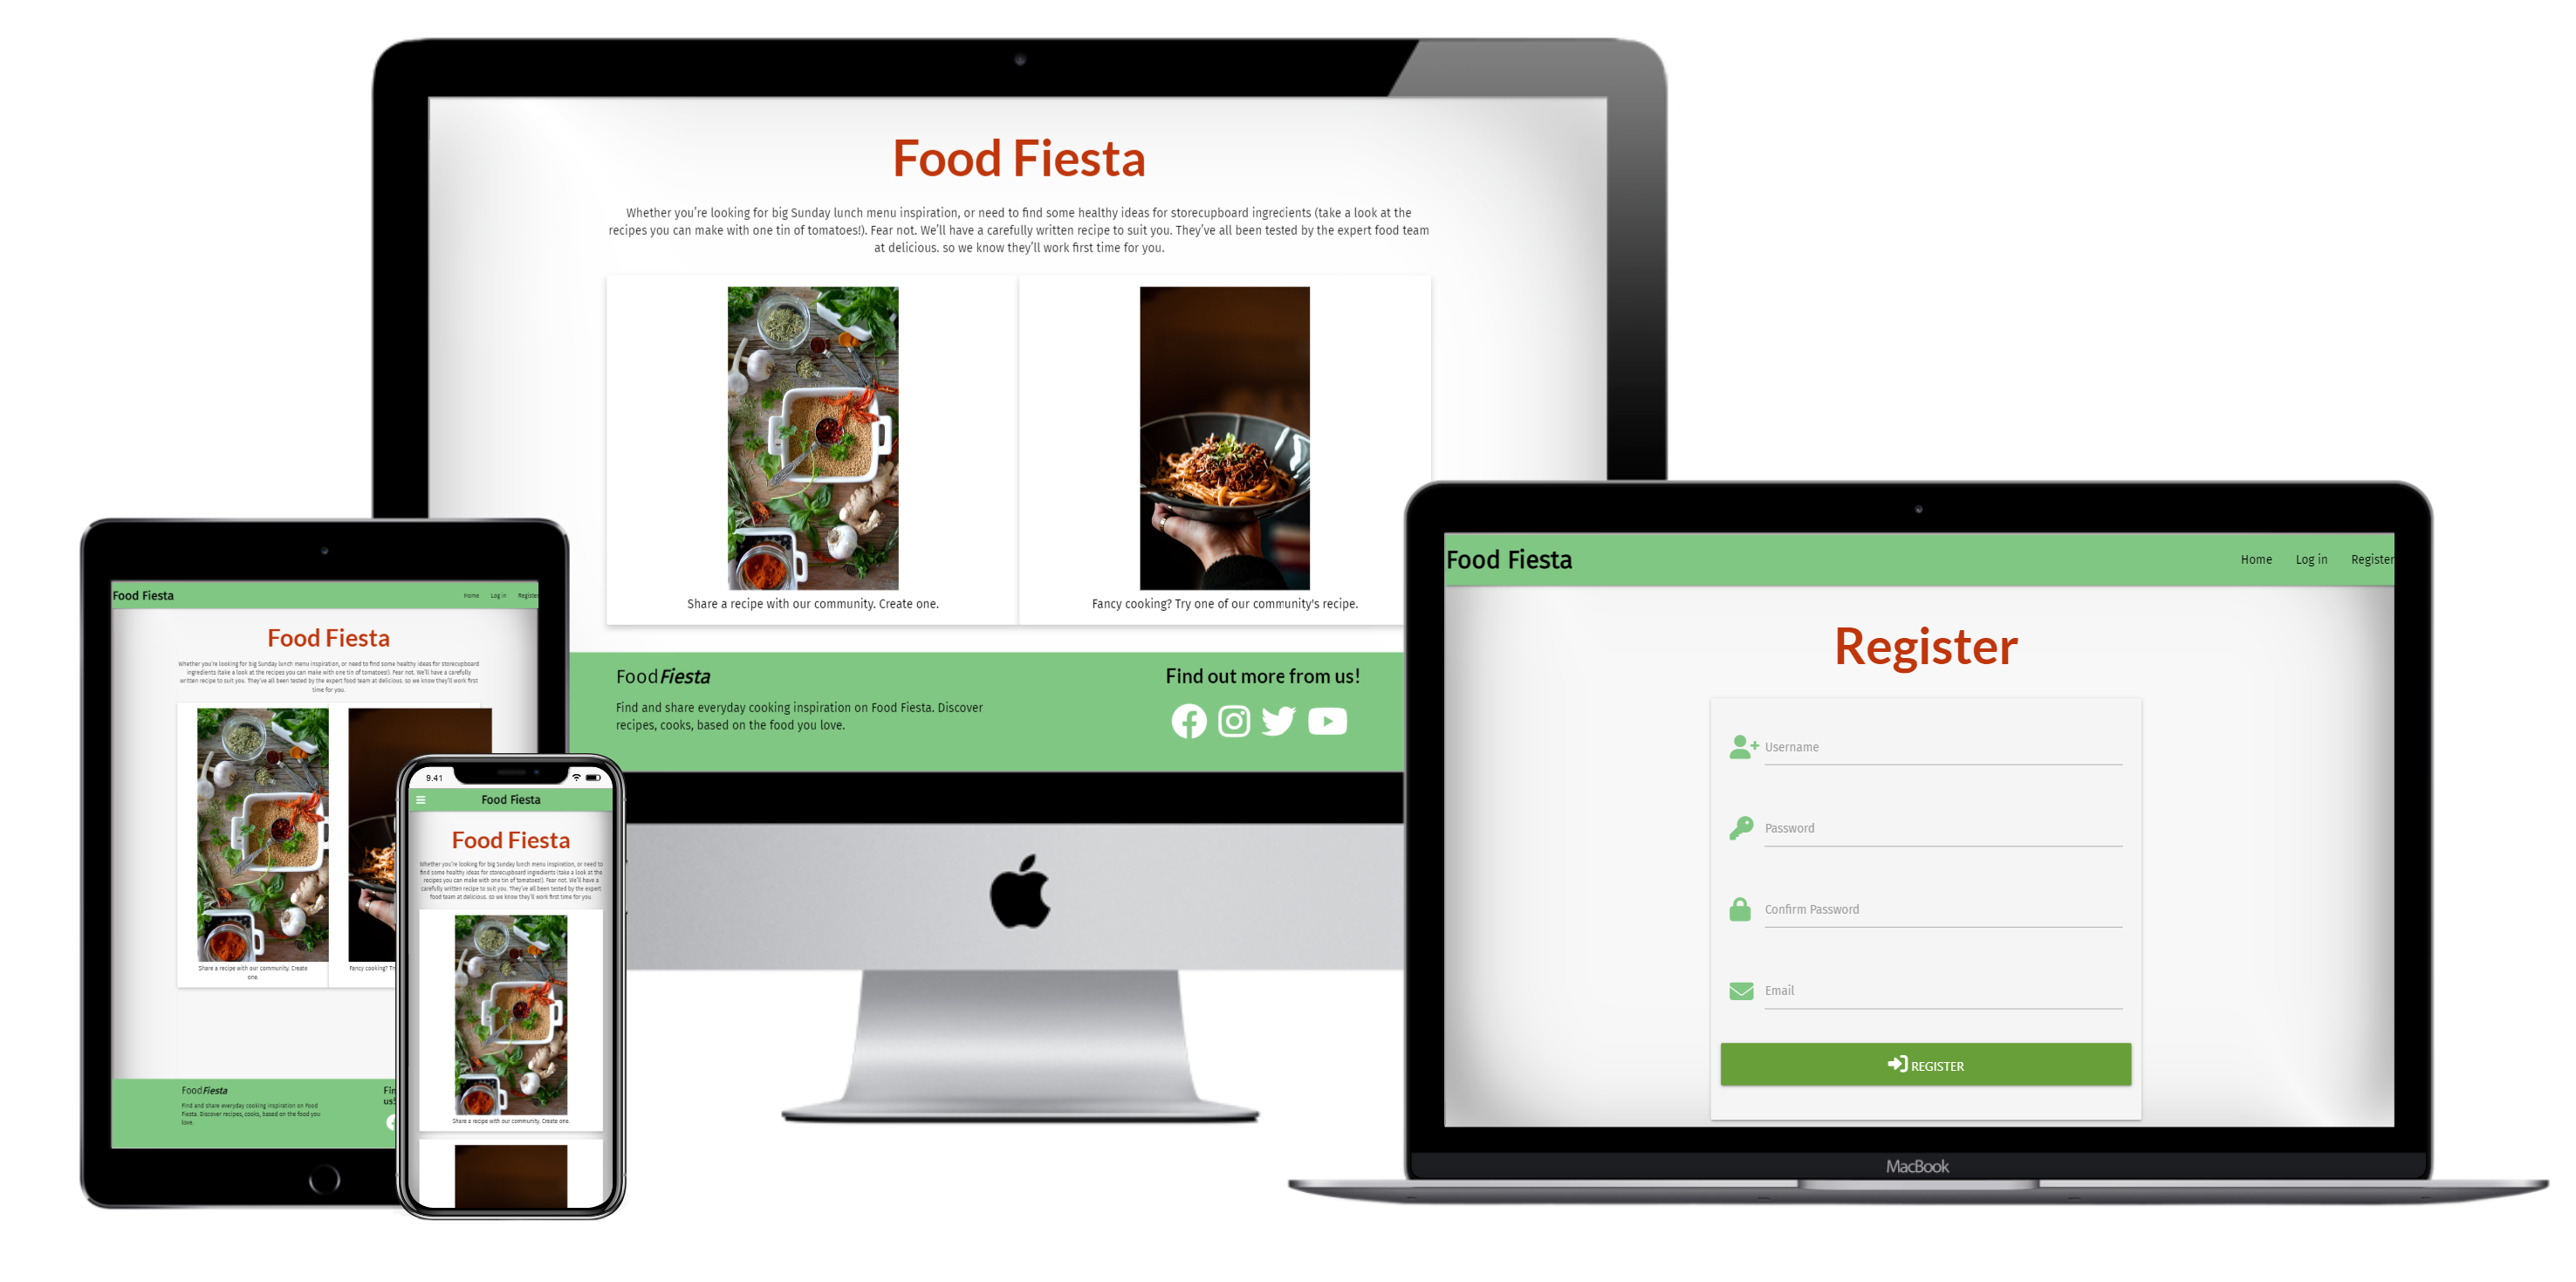 Food Fiesta
Whether you're looking for big Sunday lunch menu inspiration, or need to find some healthy ideas for storecupboard ingredients (take a look at the
recipes you can make with one tin of tomatoes!). Fear not. We'll have a carefully written recipe to suit you. They've all been tested by the expert food team
at delicious. so we know they'll work first time for you.
Share a recipe with our community. Create one.
Fancy cooking? Try one of our community's recipe.
FoodFiesta
Find and share everyday cooking inspiration on Food Fiesta. Discover
recipes, cooks, based on the food you love.
Find out more from us!
Food Fiesta
Home Log in Register
Food Fiesta
Whether you're looking for big Sunday lunch menu inspiration, or need to find some healthy ideas for storecupboard
ingredients (take a look at the recipes you can make with one tin of tomatoes!). Fear not. We'll have a carefully
written recipe to suit you. They've all been tested by the expert food team at delicious. so we know they'll work first
time for you.
Share a recipe with our community. Create
one.
Fancy cooking?
FoodFiesta
Find and share everyday cooking inspiration on Food
Fiesta. Discover recipes, cooks, based on the food you
love.
9.41
Food Fiesta
Food Fiesta
Whether you're looking for big Sunday lunch menu inspiration, or need to
find some healthy ideas for storecupboard ingredients (take a look at the
recipes you can make with one tin of tomatoes!). Fear not. We'll have a
carefully written recipe to suit you. They've all been tested by the expert
food team at delicious. so we know they'll work first time for you.
Share a recipe with our community. Create one.
Food Fiesta
Home Log in Register
Register
Username
Password
Confirm Password
Email
REGISTER
MacBook